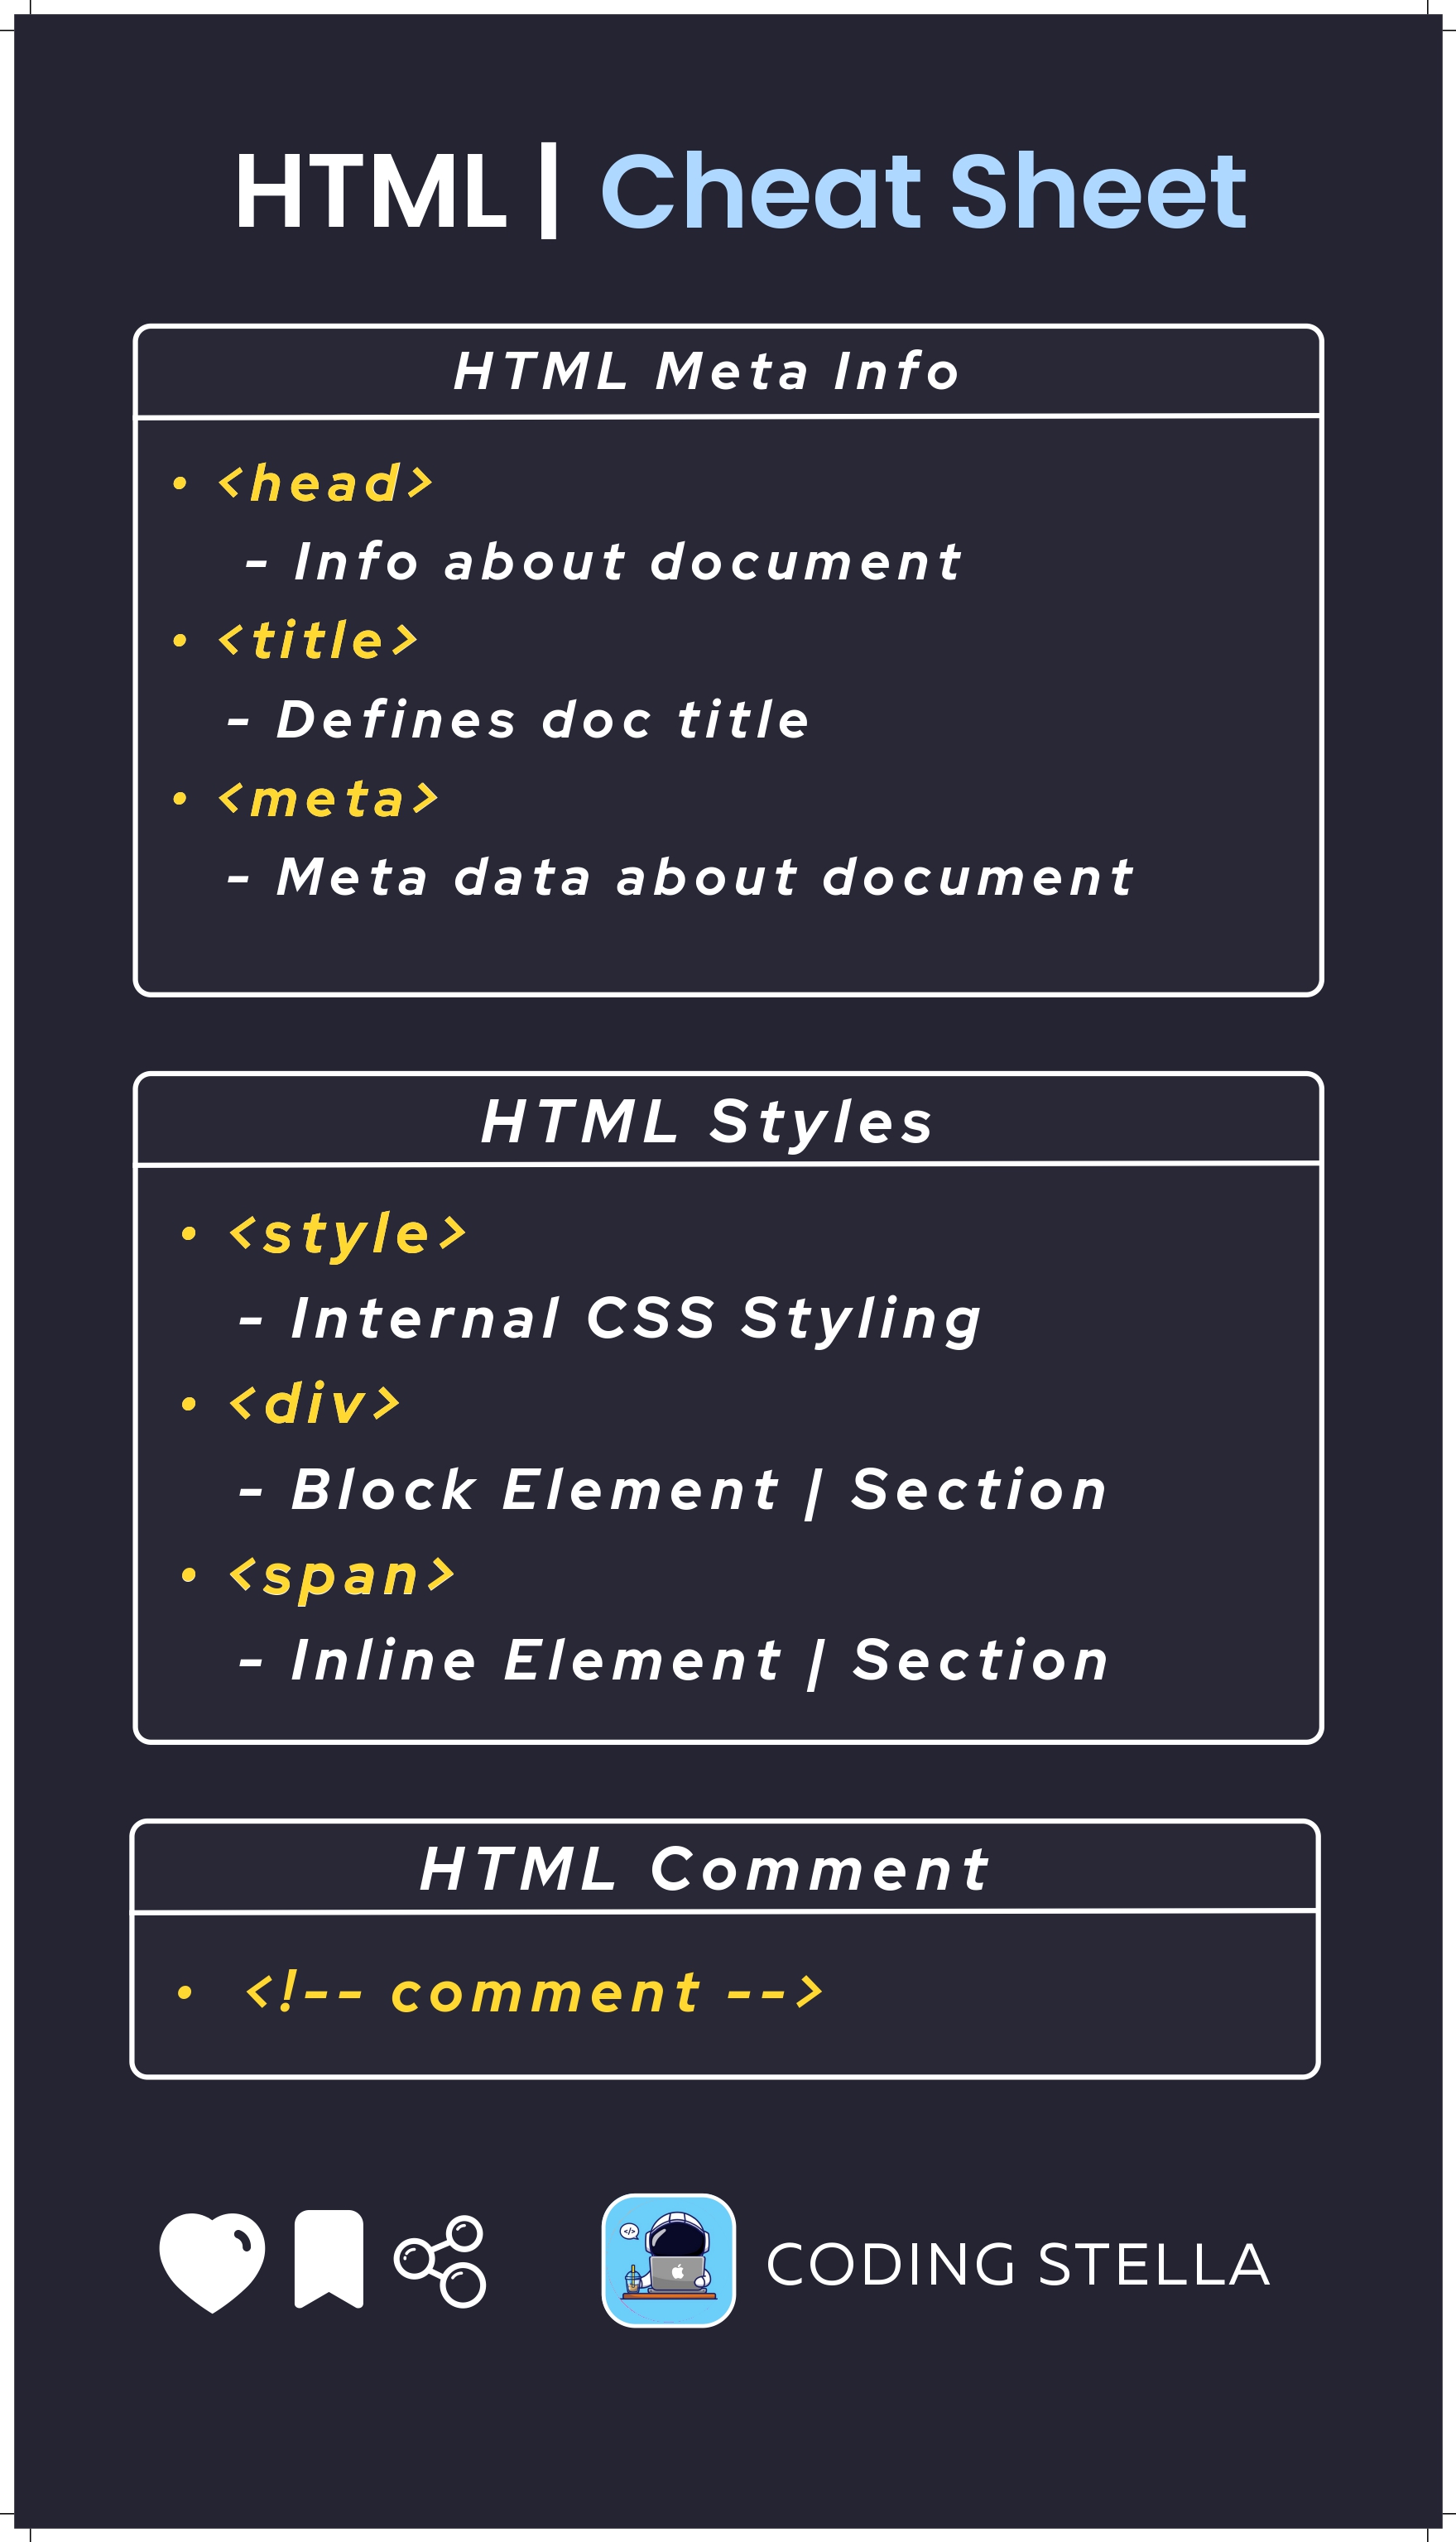 HTML | Cheat Sheet
HTML Meta Info
• <head>
- Info about document
• <title>
- Defines doc title
• <meta>
- Meta data about document
HTML Styles
• <style>
- Internal CSS Styling
• <div>
- Block Element | Section
• <span>
- Inline Element | Section
HTML Comment
• <!-- comment -->
</>
CODING STELLA